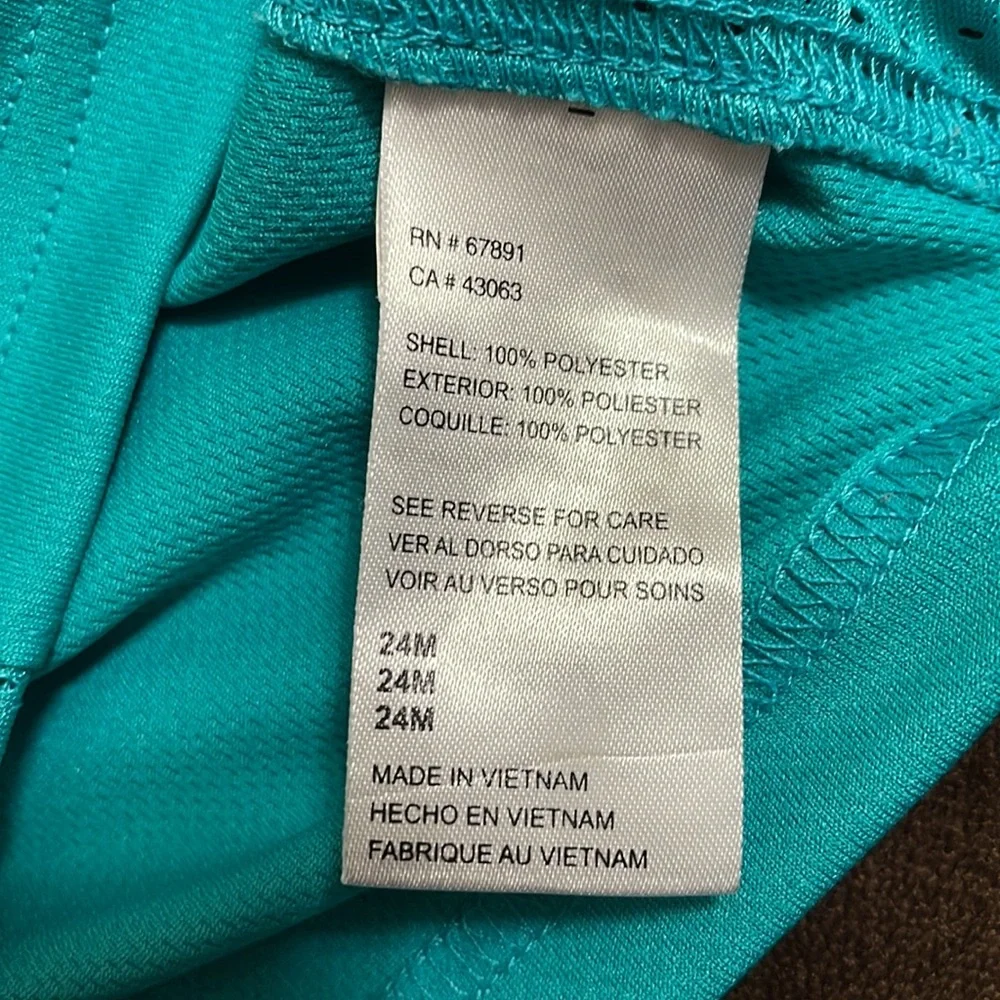 RN # 67891
CA # 43063
SHELL: 100% POLYESTER
EXTERIOR: 100% POLIESTER
COQUILLE: 100% POLYESTER
SEE REVERSE FOR CARE
VER AL DORSO PARA CUIDADO
VOIR AU VERSO POUR SOINS
24M
24M
24M
MADE IN VIETNAM
HECHO EN VIETNAM
FABRIQUE AU VIETNAM